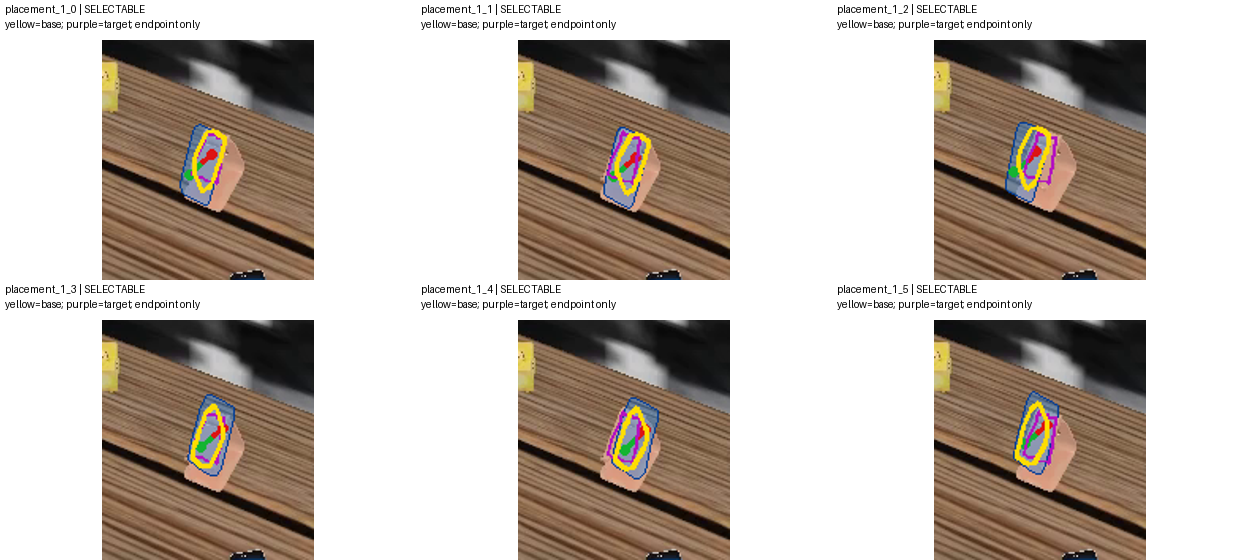 placement_1_0 | SELECTABLE
yellow=base; purple=target; endpoint only
placement_1_1 | SELECTABLE
yellow=base; purple=target; endpoint only
placement_1_2 | SELECTABLE
yellow=base; purple=target; endpoint only
placement_1_3 | SELECTABLE
yellow=base; purple=target; endpoint only
placement_1_4 | SELECTABLE
yellow=base; purple=target; endpoint only
placement_1_5 | SELECTABLE
yellow=base; purple=target; endpoint only